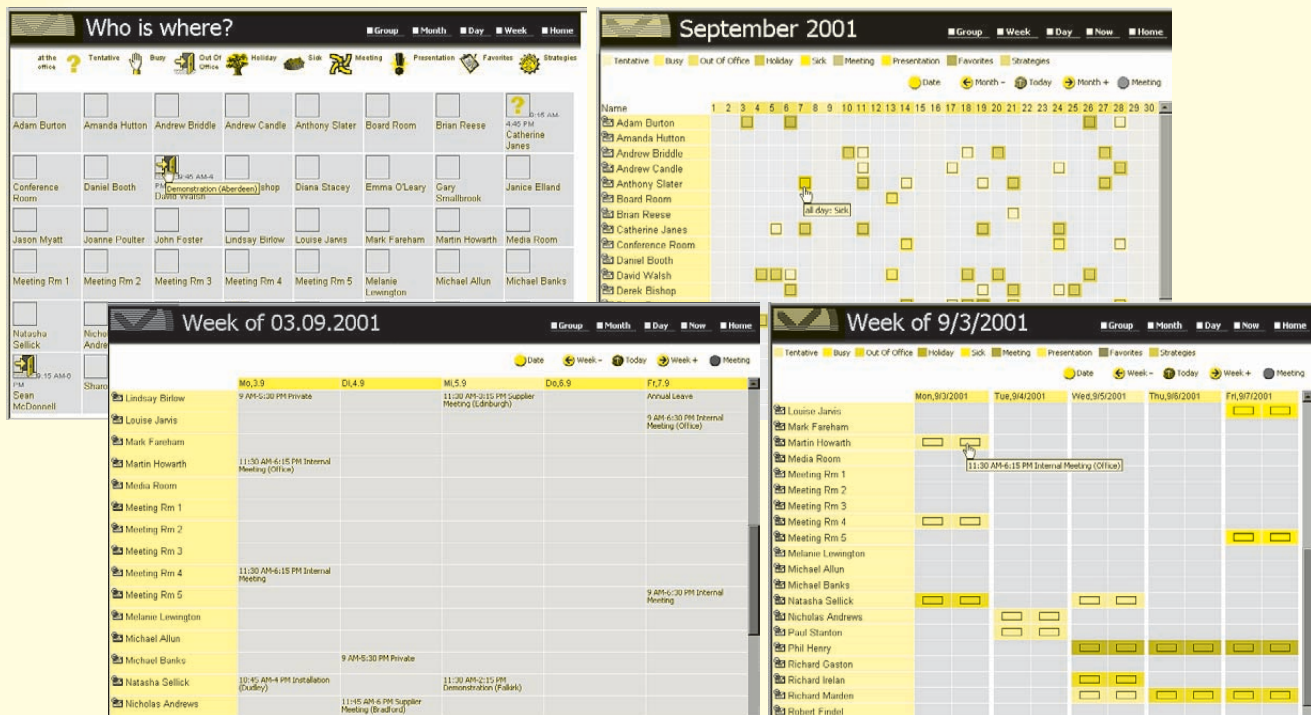 Who is where?
Group Month Day Week Home
at the office Tentative Busy Out Of Office Holiday Sick Meeting Presentation Favorites Strategies
Adam Burton Amanda Hutton Andrew Briddle Andrew Candle Anthony Slater Board Room Brian Reese 4:45 PM Catherine Janes
Conference Room Daniel Booth David Walsh Diana Stacey Emma O'Leary Gary Smallbrook Janice Elland
Demonstration (Aberdeen)
Jason Myatt Joanne Poulter John Foster Lindsay Birlow Louise Jarvis Mark Fareham Martin Howarth Media Room
Meeting Rm 1 Meeting Rm 2 Meeting Rm 3 Meeting Rm 4 Meeting Rm 5 Melanie Lewington Michael Allun Michael Banks
Natasha Sellick
Sean McDonnell
September 2001
Group Week Day Now Home
Tentative Busy Out Of Office Holiday Sick Meeting Presentation Favorites Strategies
Date Month - Today Month + Meeting
Name 1 2 3 4 5 6 7 8 9 10 11 12 13 14 15 16 17 18 19 20 21 22 23 24 25 26 27 28 29 30
Adam Burton
Amanda Hutton
Andrew Briddle
Andrew Candle
Anthony Slater
Board Room
all day: Sick
Brian Reese
Catherine Janes
Conference Room
Daniel Booth
David Walsh
Derek Bishop
Week of 03.09.2001
Group Month Day Now Home
Date Week - Today Week + Meeting
Mo,3.9 Di,4.9 Mi,5.9 Do,6.9 Fr,7.9
Lindsay Birlow 9 AM-5:30 PM Private 11:30 AM-3:15 PM Supplier Meeting (Edinburgh) Annual Leave
Louise Jarvis 9 AM-6:30 PM Internal Meeting (Office)
Mark Fareham
Martin Howarth 11:30 AM-6:15 PM Internal Meeting (Office)
Media Room
Meeting Rm 1
Meeting Rm 2
Meeting Rm 3
Meeting Rm 4 11:30 AM-6:15 PM Internal Meeting
Meeting Rm 5 9 AM-6:30 PM Internal Meeting
Melanie Lewington
Michael Allun
Michael Banks 9 AM-5:30 PM Private
Natasha Sellick 10:45 AM-4 PM Installation (Dudley) 11:30 AM-2:15 PM Demonstration (Falkirk)
Nicholas Andrews 11:45 AM-6 PM Supplier Meeting (Bradford)
Week of 9/3/2001
Group Month Day Now Home
Tentative Busy Out Of Office Holiday Sick Meeting Presentation Favorites Strategies
Date Week - Today Week + Meeting
Mon,9/3/2001 Tue,9/4/2001 Wed,9/5/2001 Thu,9/6/2001 Fri,9/7/2001
Louise Jarvis
Mark Fareham
Martin Howarth
Media Room
11:30 AM-6:15 PM Internal Meeting (Office)
Meeting Rm 1
Meeting Rm 2
Meeting Rm 3
Meeting Rm 4
Meeting Rm 5
Melanie Lewington
Michael Allun
Michael Banks
Natasha Sellick
Nicholas Andrews
Paul Stanton
Phil Henry
Richard Gaston
Richard Irelan
Richard Marden
Robert Findel